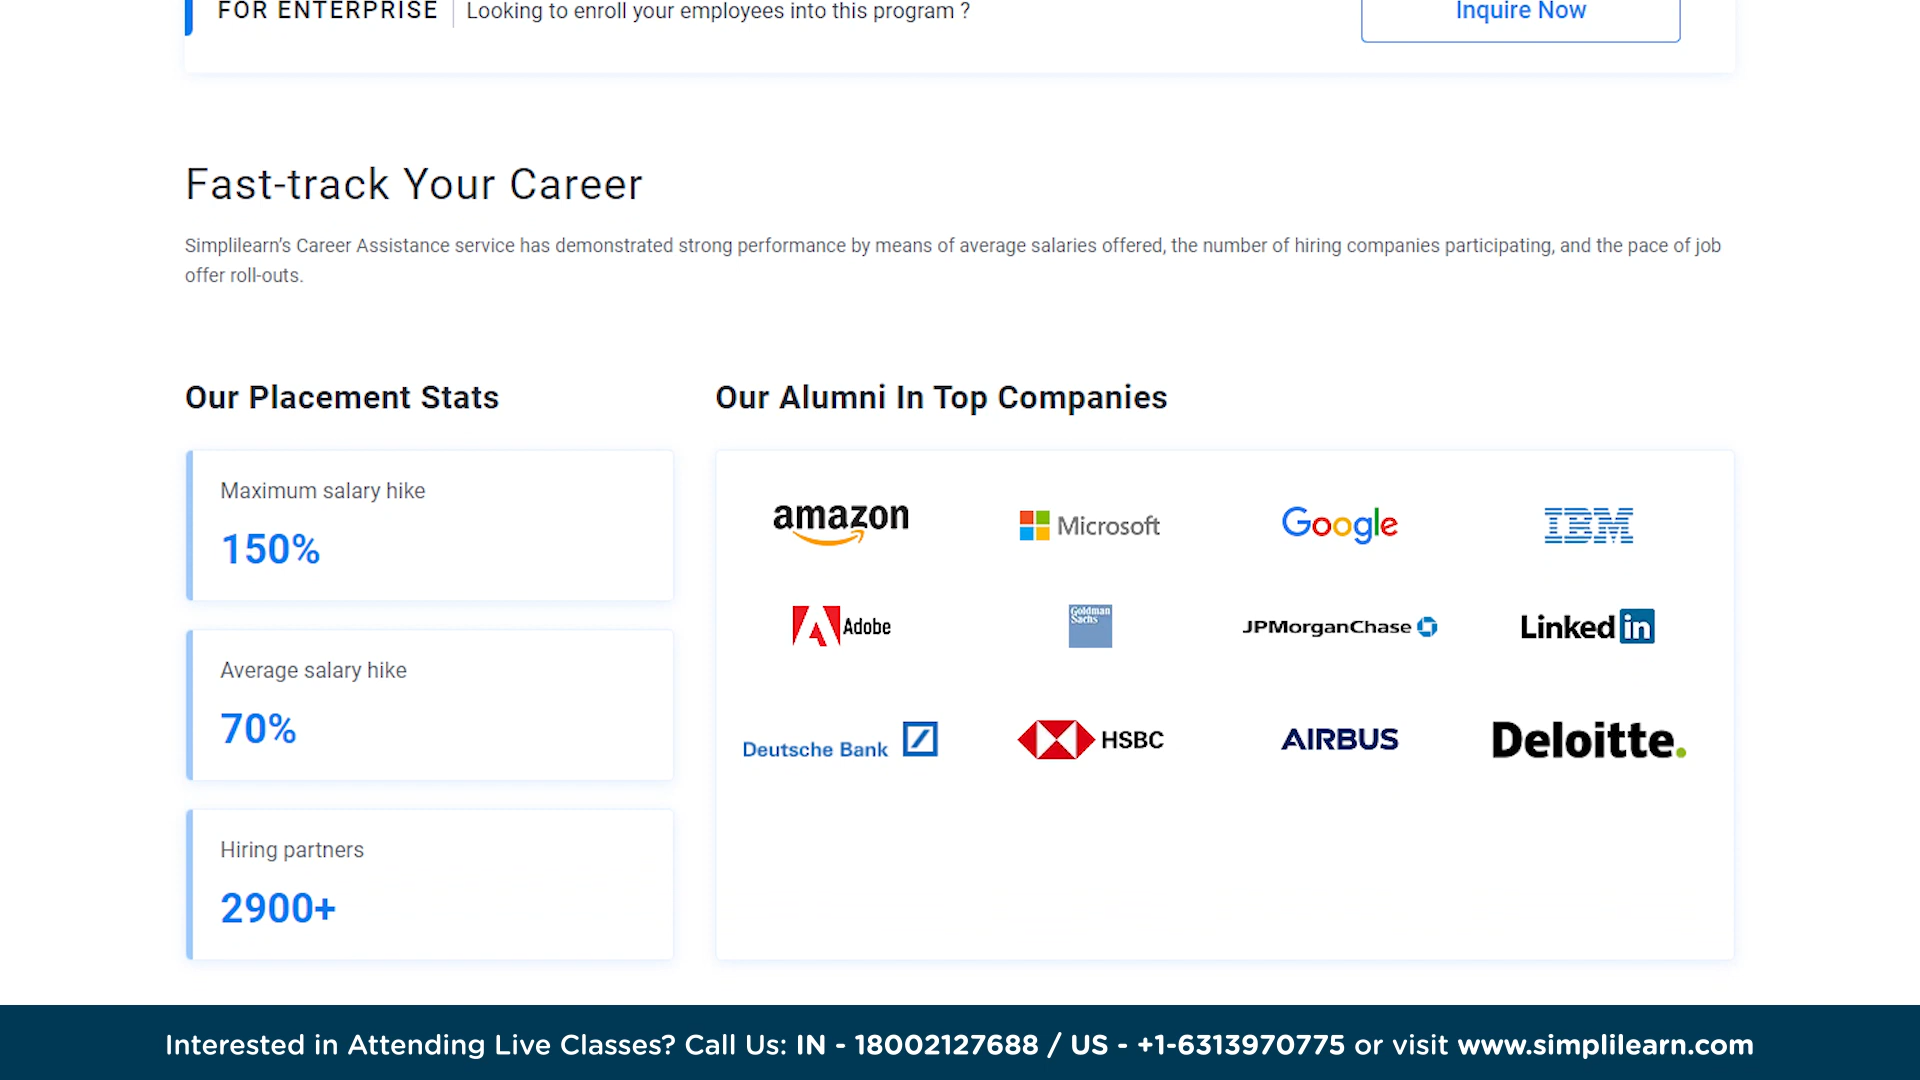 FOR ENTERPRISE
Looking to enroll your employees into this program ?
Inquire Now
Fast-track Your Career
Simplilearn’s Career Assistance service has demonstrated strong performance by means of average salaries offered, the number of hiring companies participating, and the pace of job
offer roll-outs.
Our Placement Stats
Maximum salary hike
150%
Average salary hike
70%
Hiring partners
2900+
Our Alumni In Top Companies
amazon
Microsoft
Google
IBM
Adobe
Goldman
Sachs
JPMorganChase
Linked in
Deutsche Bank
HSBC
AIRBUS
Deloitte.
Interested in Attending Live Classes? Call Us: IN - 18002127688 / US - +1-6313970775 or visit www.simplilearn.com